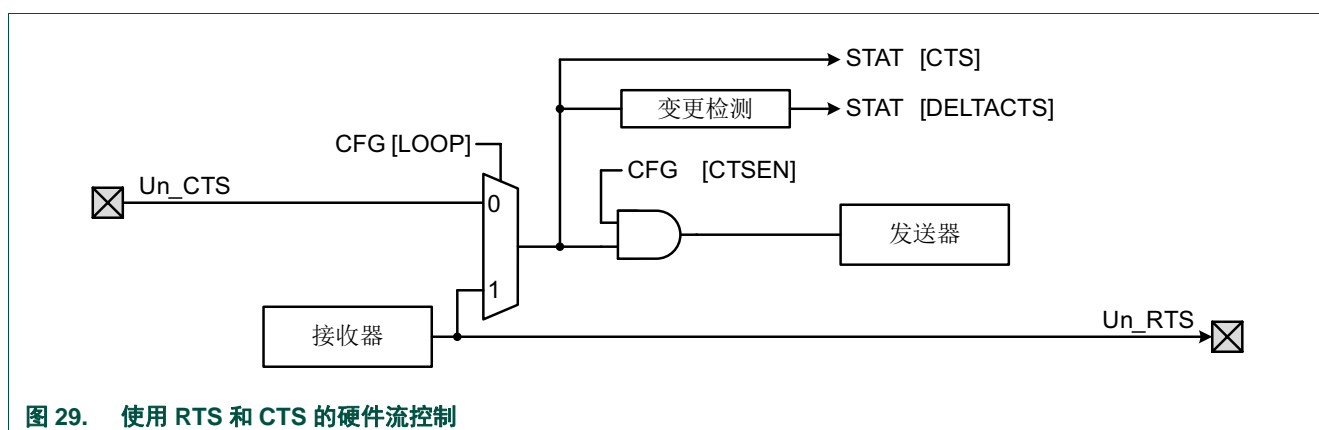 STAT [CTS]
变更检测
STAT [DELTACTS]
CFG [LOOP]
CFG [CTSEN]
Un_CTS
0
发送器
1
接收器
Un_RTS
图 29. 使用 RTS 和 CTS 的硬件流控制